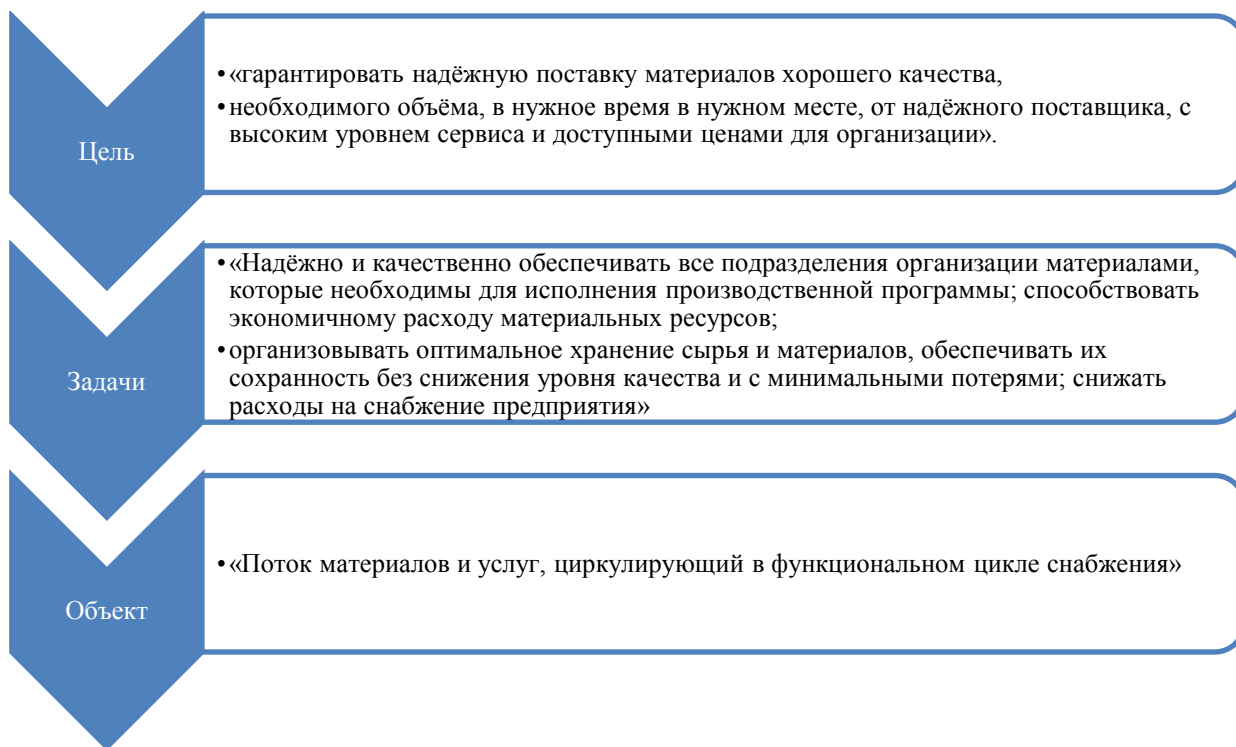 Цель
•«гарантировать надёжную поставку материалов хорошего качества,
•необходимого объёма, в нужное время в нужном месте, от надёжного поставщика, с
высоким уровнем сервиса и доступными ценами для организации».
Задачи
•«Надёжно и качественно обеспечивать все подразделения организации материалами,
которые необходимы для исполнения производственной программы; способствовать
экономичному расходу материальных ресурсов;
•организовывать оптимальное хранение сырья и материалов, обеспечивать их
сохранность без снижения уровня качества и с минимальными потерями; снижать
расходы на снабжение предприятия»
Объект
•«Поток материалов и услуг, циркулирующий в функциональном цикле снабжения»